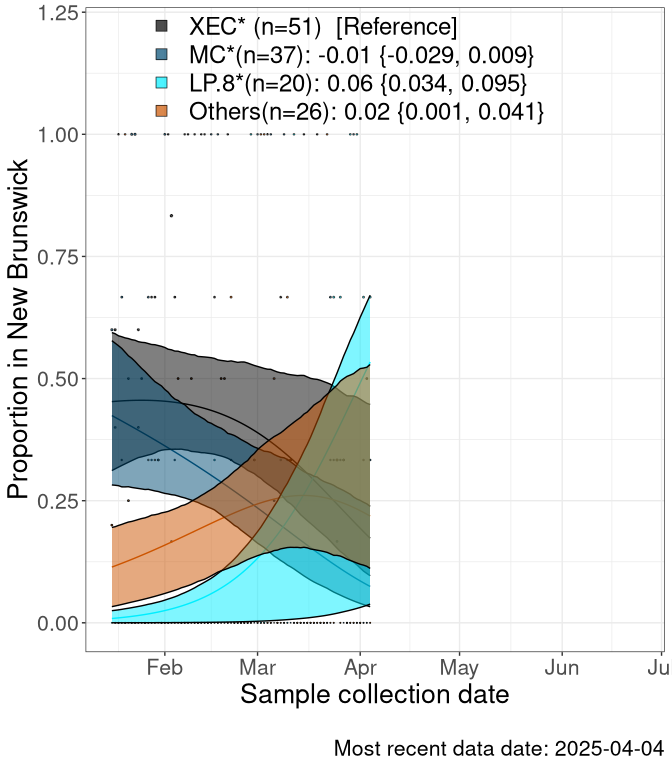 XEC* (n=51)  [Reference]
MC*(n=37): -0.01 {-0.029, 0.009}
LP.8*(n=20): 0.06 {0.034, 0.095}
Others(n=26): 0.02 {0.001, 0.041}
Proportion in New Brunswick
1.25
1.00
0.75
0.50
0.25
0.00
Feb Mar Apr May Jun Ju
Sample collection date
Most recent data date: 2025-04-04